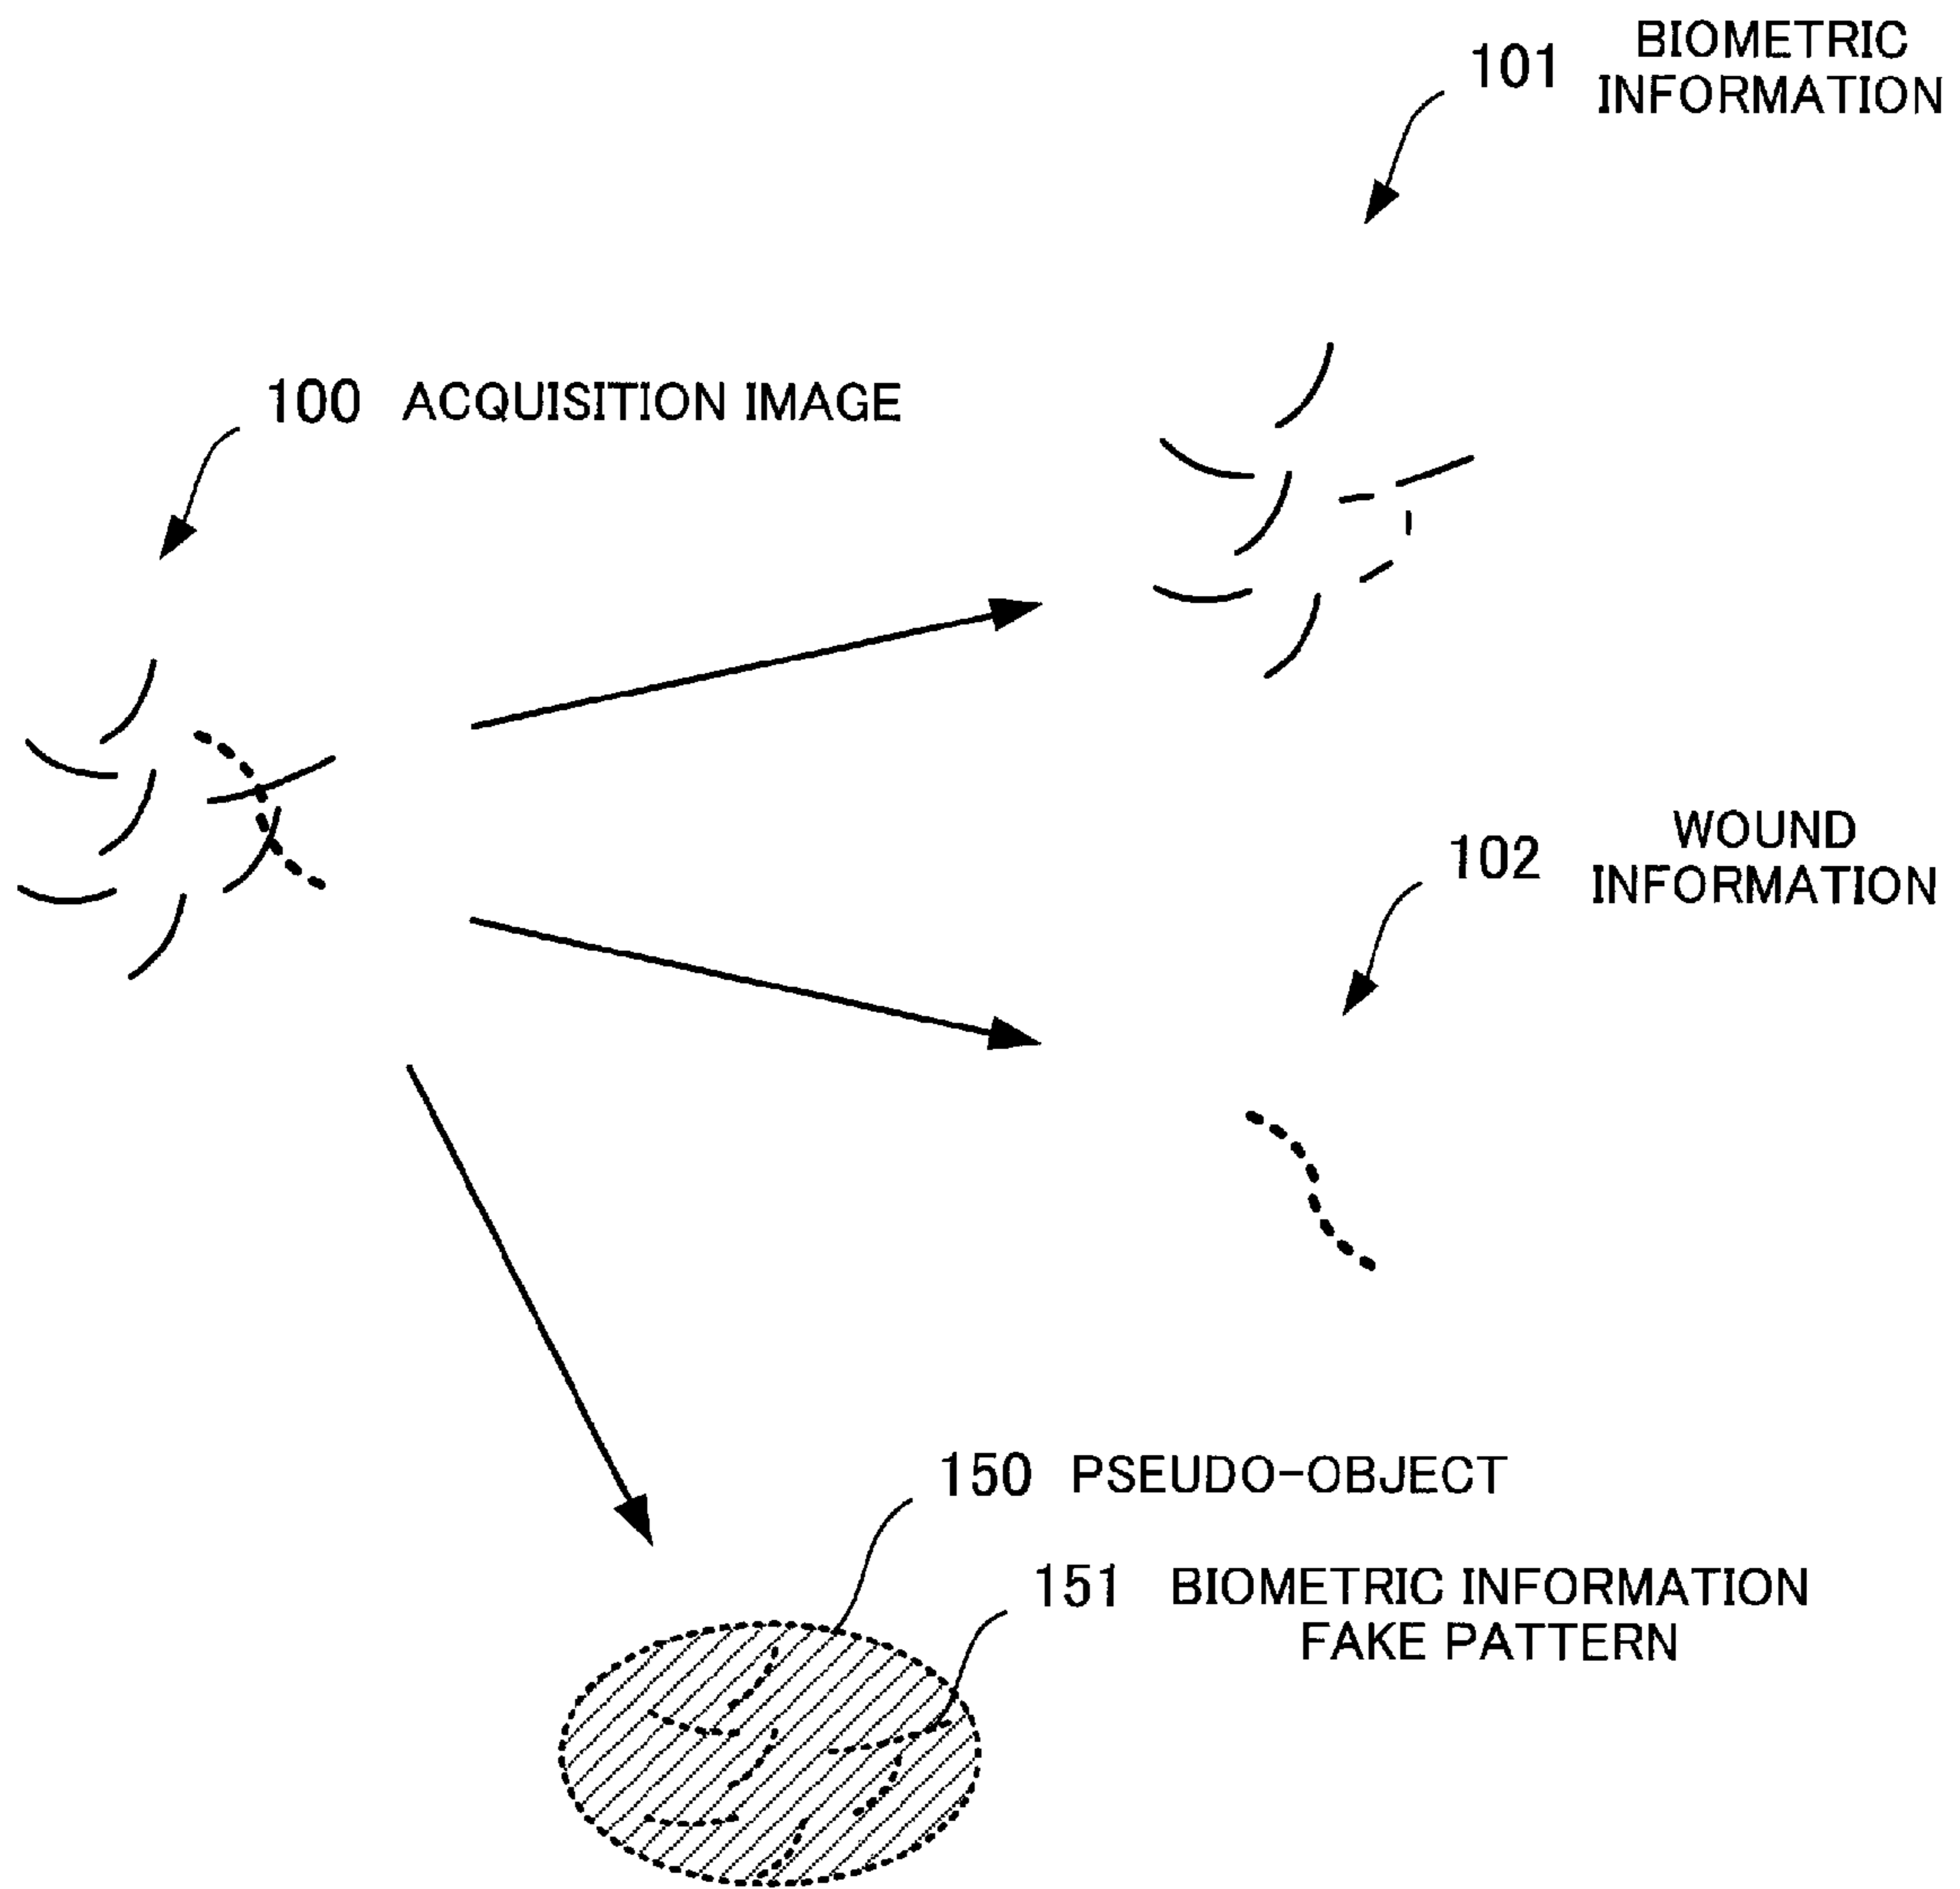 101 BIOMETRIC
INFORMATION
100 ACQUISITION IMAGE
102 WOUND
INFORMATION
150 PSEUDO-OBJECT
151 BIOMETRIC INFORMATION
FAKE PATTERN